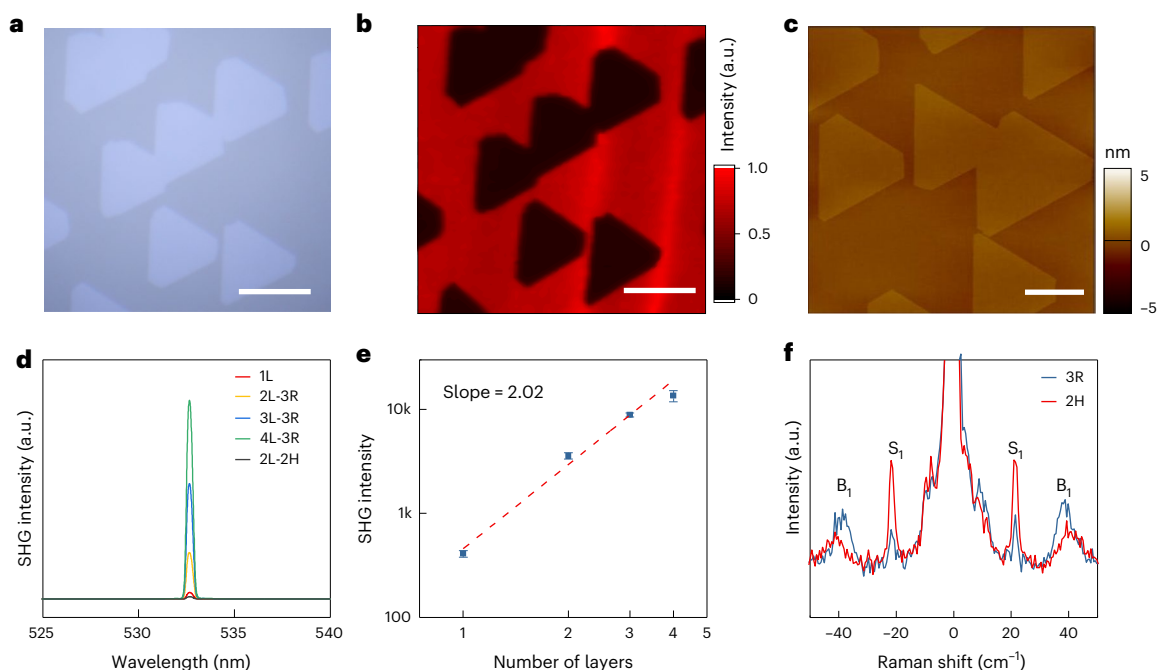 a
b
Intensity (a.u.)
1.0
0.5
0
c
nm
5
0
−5
d
SHG intensity (a.u.)
1L
2L-3R
3L-3R
4L-3R
2L-2H
525
530
535
540
Wavelength (nm)
e
SHG intensity
Slope = 2.02
10k
1k
100
1
2
3
4
5
Number of layers
f
Intensity (a.u.)
3R
2H
B1
S1
S1
B1
−40
−20
0
20
40
Raman shift (cm−1)